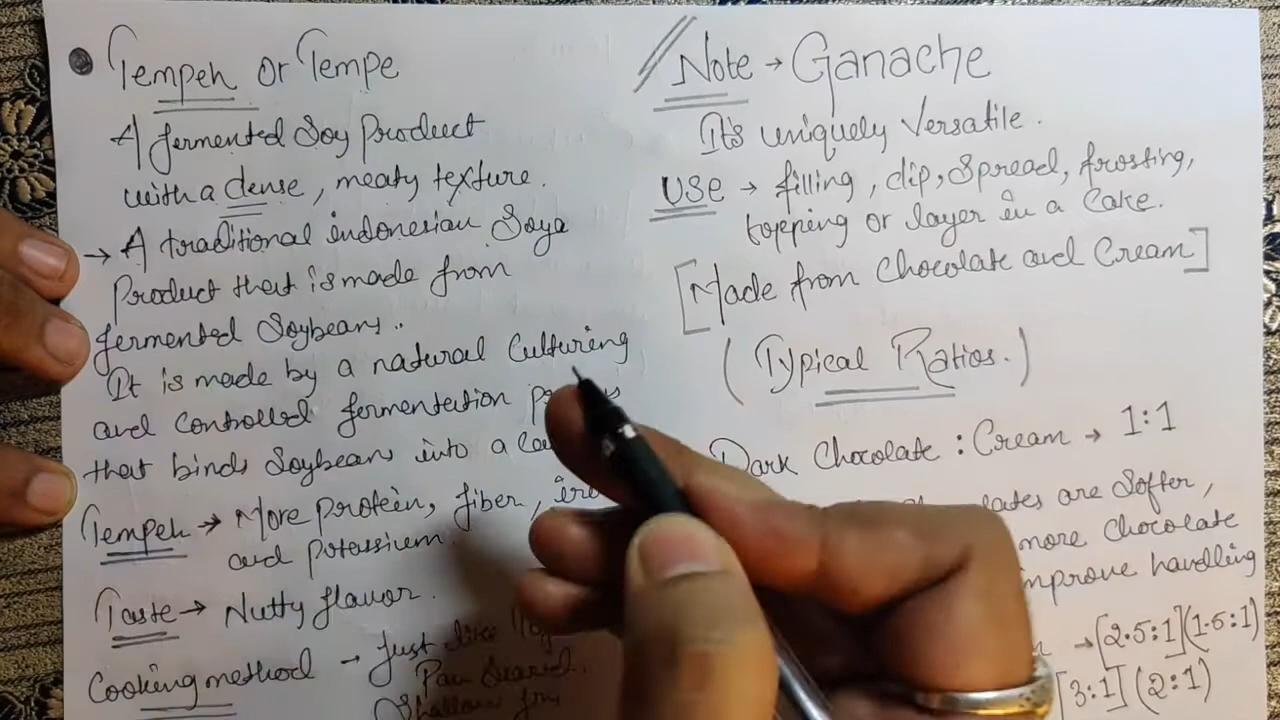 Tempeh or Tempe
A fermented Soy Product
with a dense, meaty texture.
→ A traditional indonesian Soya
Product that is made from
fermented Soybeans..
It is made by a natural Culturing
and controlled fermentation
that binds Soybeans into a
Tempeh → More protein, fiber,
and potassium.
Taste → Nutty flavor.
Cooking method → Just like
Pan Seared.
Shallow
Note → Ganache
It's uniquely versatile.
USE → filling, dip, Spread, frosting,
topping or layer in a Cake.
[Made from Chocolate and Cream]
(Typical Ratios.)
Dark Chocolate : Cream → 1:1
are Softer,
more chocolate
improve handling
→ [2.5:1] (1.5:1)
[3:1] (2:1)